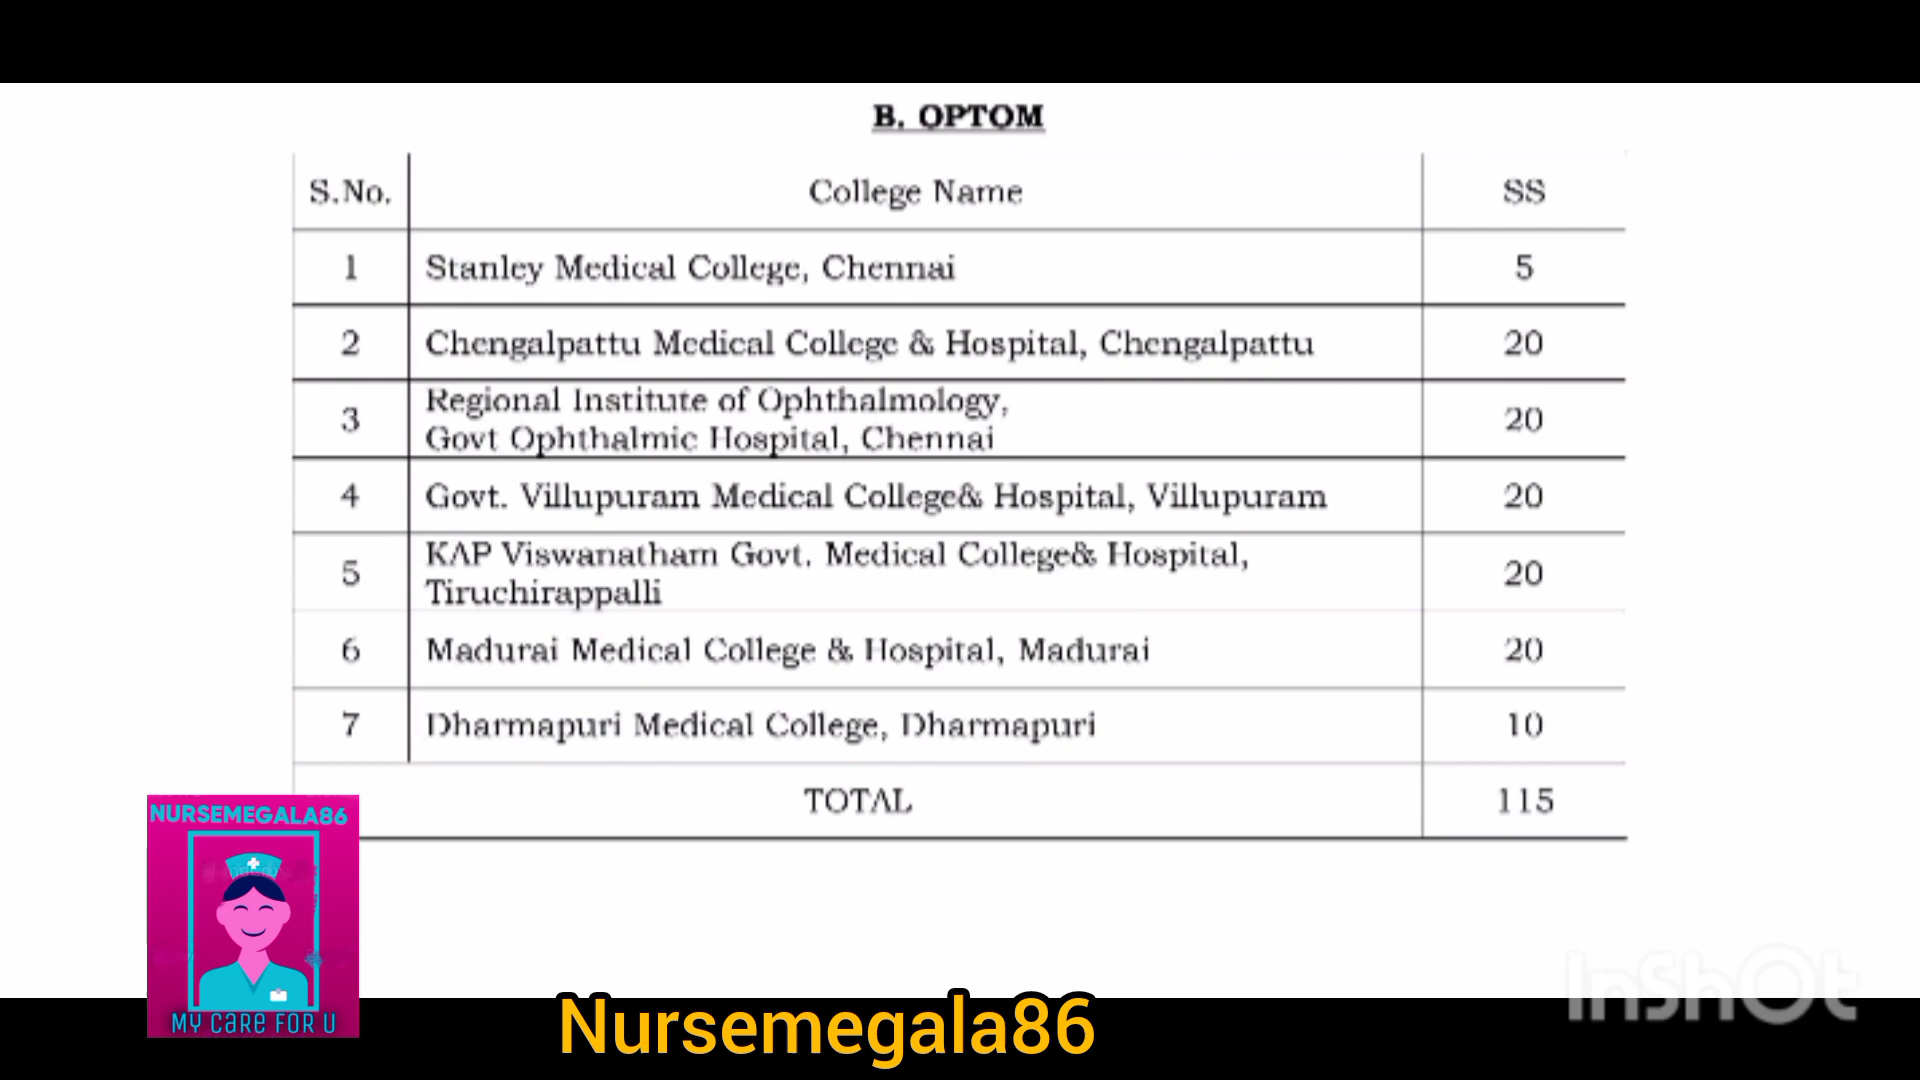 B. OPTOM
S.No. College Name SS
1 Stanley Medical College, Chennai 5
2 Chengalpattu Medical College & Hospital, Chengalpattu 20
3 Regional Institute of Ophthalmology,
Govt Ophthalmic Hospital, Chennai 20
4 Govt. Villupuram Medical College& Hospital, Villupuram 20
5 KAP Viswanatham Govt. Medical College& Hospital,
Tiruchirappalli 20
6 Madurai Medical College & Hospital, Madurai 20
7 Dharmapuri Medical College, Dharmapuri 10
TOTAL 115
NURSEMEGALA86
MY CARE FOR U
Nursemegala86
InShOt